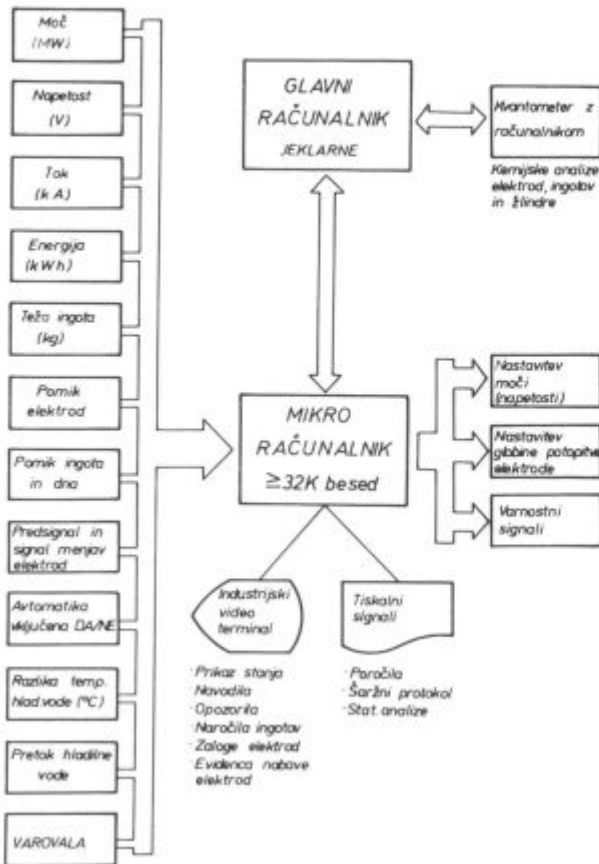 Moč
(MW)
Napetost
(V)
Tok
(kA)
Energija
(kWh)
Teža ingota
(kg)
Pomik
elektrod
Pomik ingota
in dna
Predsignal in
signal menjav
elektrod
Avtomatika
vključena DA/NE
Razlika temp.
hlad.vode (°C)
Pretok hladilne
vode
VAROVALA
GLAVNI
RAČUNALNIK
JEKLARNE
Kvantometer z
računalnikom
Kemijske analize
elektrod, ingotov
in žlindre
MIKRO
RAČUNALNIK
≥32K besed
Nastavitev
moči
(napetosti)
Nastavitev
globine potopitve
elektrode
Varnostni
signali
Industrijski
video
terminal
· Prikaz stanja
· Navodila
· Opozorila
· Naročila ingotov
· Zaloge elektrod
· Evidenca nabave
elektrod
Tiskalni
signali
· Poročila
· Šaržni protokol
· Stat. analize